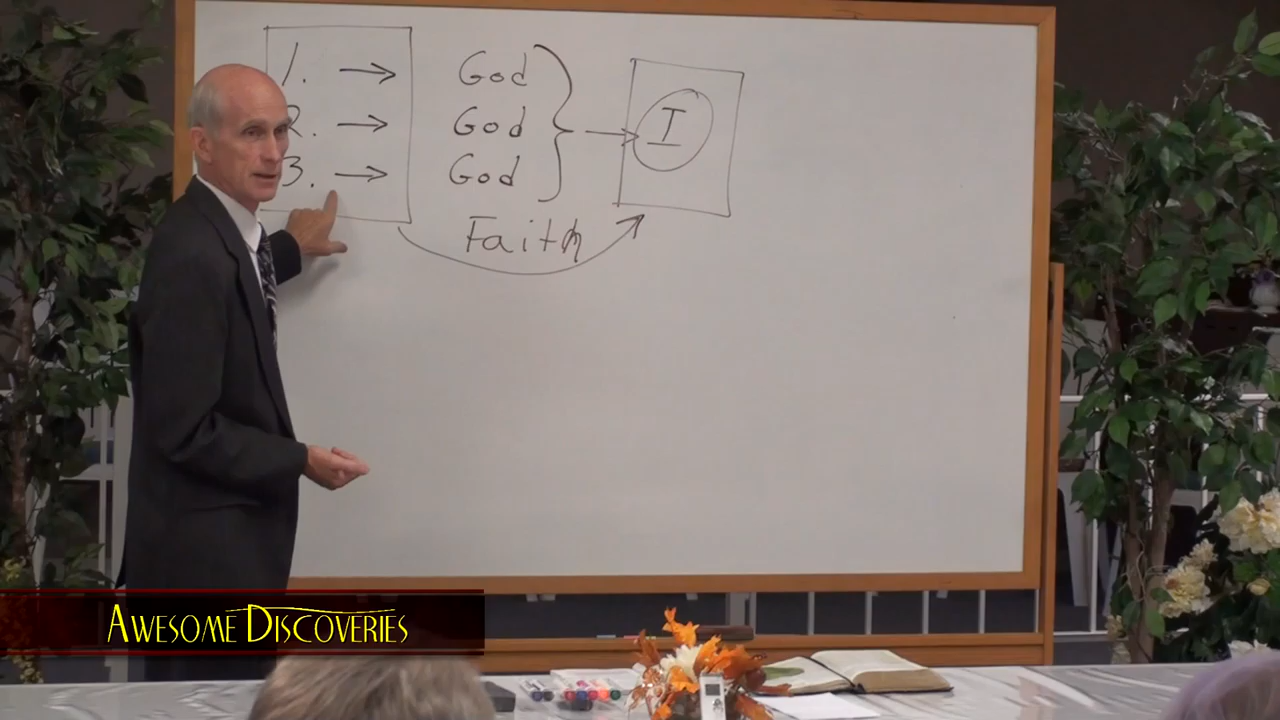 1. → God
2. → God
3. → God
→ I
Faith
AWESOME DISCOVERIES